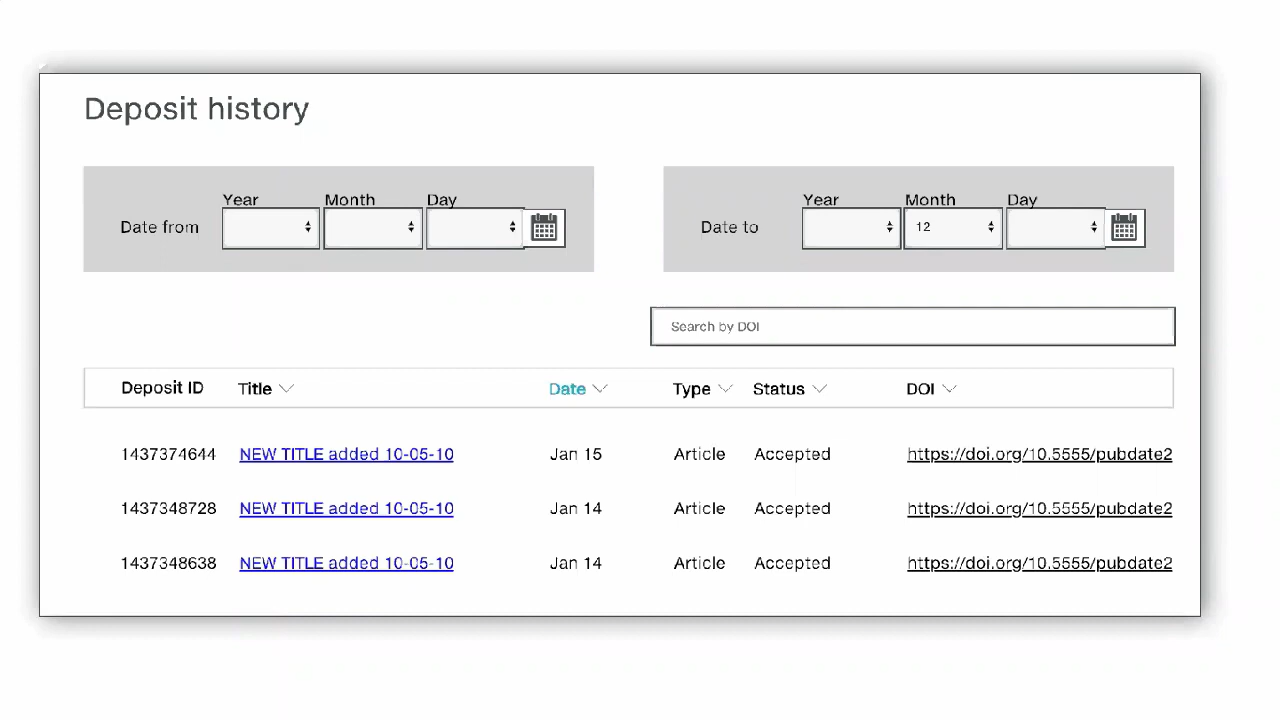 Deposit history
Year Month Day
Date from
Year Month Day
Date to 12
Search by DOI
Deposit ID Title Date Type Status DOI
1437374644 NEW TITLE added 10-05-10 Jan 15 Article Accepted https://doi.org/10.5555/pubdate2
1437348728 NEW TITLE added 10-05-10 Jan 14 Article Accepted https://doi.org/10.5555/pubdate2
1437348638 NEW TITLE added 10-05-10 Jan 14 Article Accepted https://doi.org/10.5555/pubdate2